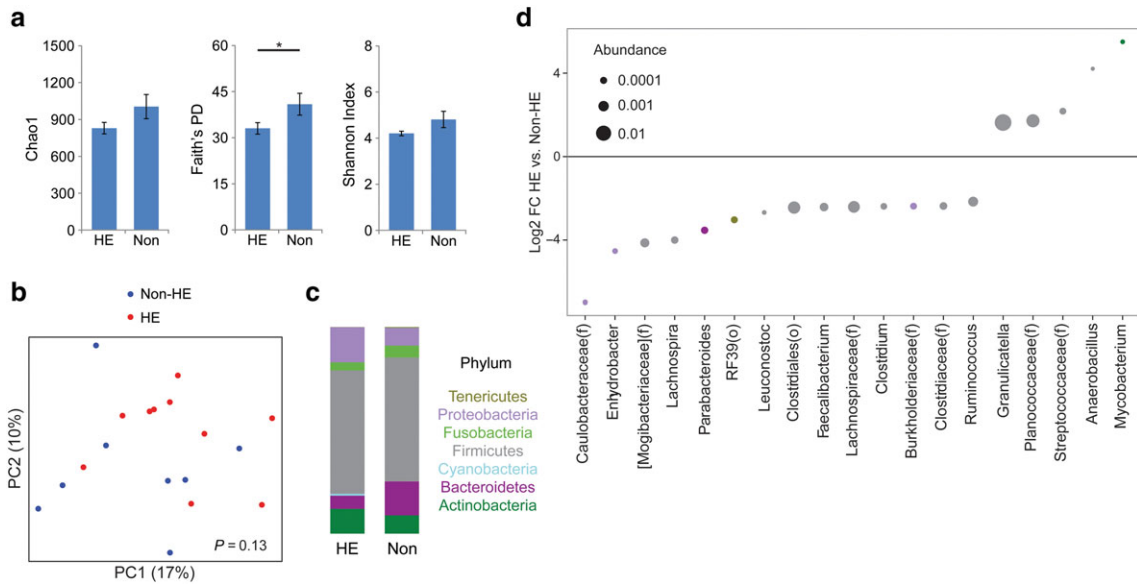 a
1500
1200
900
600
300
0
Chao1
HE Non
*
60
45
30
15
0
Faith's PD
HE Non
8
6
4
2
0
Shannon Index
HE Non
b
Non-HE
HE
PC2 (10%)
P = 0.13
PC1 (17%)
c
HE Non
Phylum
Tenericutes
Proteobacteria
Fusobacteria
Firmicutes
Cyanobacteria
Bacteroidetes
Actinobacteria
d
Abundance
0.0001
0.001
0.01
4
0
−4
Log2 FC HE vs. Non-HE
Caulobacteraceae(f)
Enhydrobacter
[Mogibacteriaceae](f)
Lachnospira
Parabacteroides
RF39(o)
Leuconostoc
Clostidiales(o)
Faecalibacterium
Lachnospiraceae(f)
Clostidium
Burkholderiaceae(f)
Clostidiaceae(f)
Ruminococcus
Granulicatella
Planococcaceae(f)
Streptococcaceae(f)
Anaerobacillus
Mycobacterium